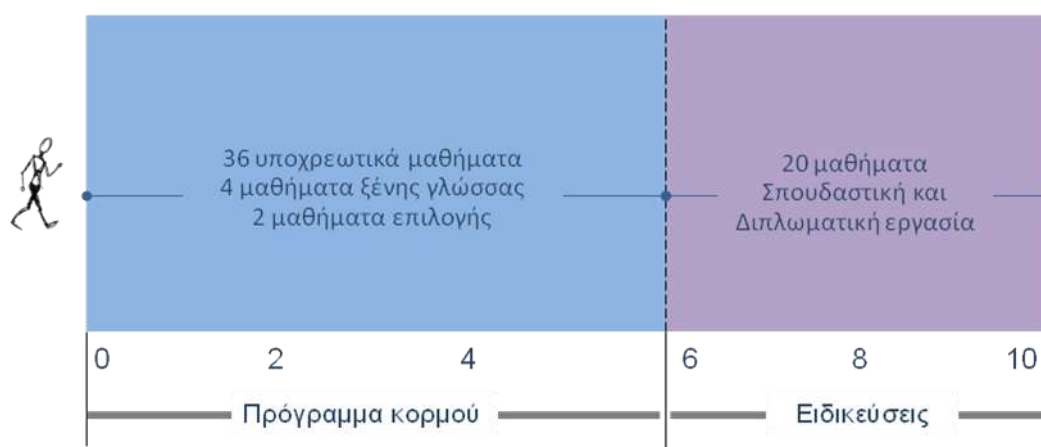 36 υποχρεωτικά μαθήματα
4 μαθήματα ξένης γλώσσας
2 μαθήματα επιλογής
20 μαθήματα
Σπουδαστική και
Διπλωματική εργασία
0 2 4 6 8 10
Πρόγραμμα κορμού Ειδικεύσεις